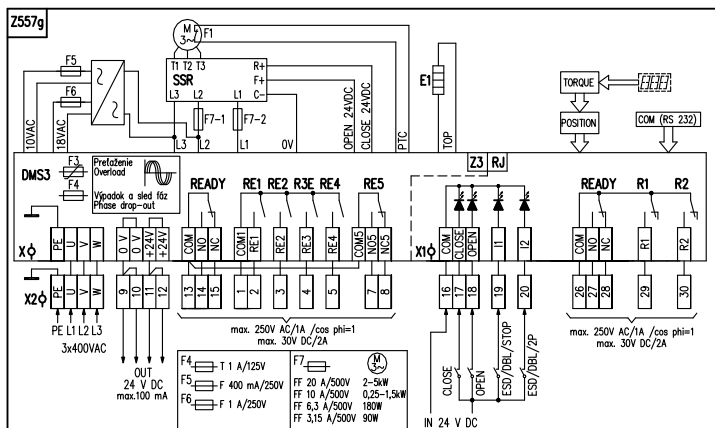 Z557g
M
3~
F1
F5
T1 T2 T3
R+
F+
C-
SSR
L3 L2 L1
F6
F7-1
F7-2
E1
TORQUE
POSITION
COM (RS 232)
10VAC
18VAC
L3
L2
L1
0V
OPEN 24VDC
CLOSE 24VDC
PTC
TOP
DMS3
F3
F4
Preťaženie
Overload
Výpadok a sled fáz
Phase drop-out
READY
RE1 RE2 R3E RE4
RE5
Z3 RJ
READY
R1
R2
X
PE
U
V
W
0 V
0 V
+24V
+24V
COM
NO
NC
COM1
RE1
RE2
RE3
RE4
COM5
NO5
NC5
X1
COM
CLOSE
OPEN
I1
I2
COM
NO
NC
R1
R2
X2
PE
U
V
W
9
10
11
12
13
14
15
1
2
3
4
5
7
8
16
17
18
19
20
26
27
28
29
30
PE L1 L2 L3
3x400VAC
OUT
24 V DC
max.100 mA
max. 250V AC/1A /cos phi=1
max. 30V DC/2A
F4 T 1 A/125V
F5 F 400 mA/250V
F6 F 1 A/250V
F7
M
3~
FF 20 A/500V 2-5kW
FF 10 A/500V 0,25-1,5kW
FF 6,3 A/500V 180W
FF 3,15 A/500V 90W
CLOSE
OPEN
ESD/DBL/STOP
ESD/DBL/2P
IN 24 V DC
max. 250V AC/1A /cos phi=1
max. 30V DC/2A